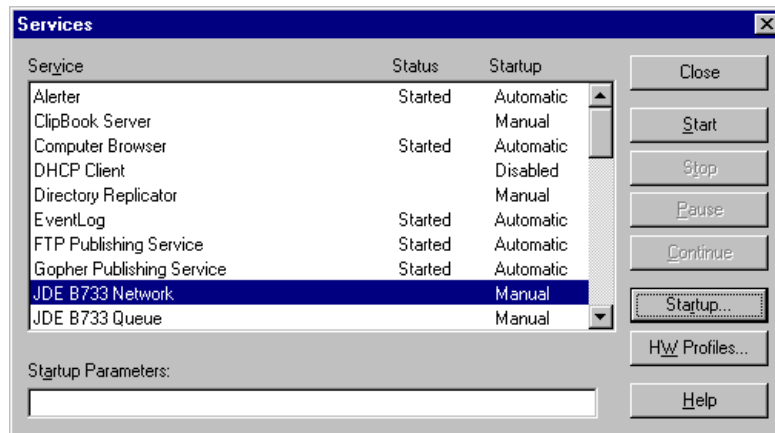 Services
Service Status Startup
Alerter Started Automatic
ClipBook Server Manual
Computer Browser Started Automatic
DHCP Client Disabled
Directory Replicator Manual
EventLog Started Automatic
FTP Publishing Service Started Automatic
Gopher Publishing Service Started Automatic
JDE B733 Network Manual
JDE B733 Queue Manual
Startup Parameters:
Close
Start
Stop
Pause
Continue
Startup...
HW Profiles...
Help